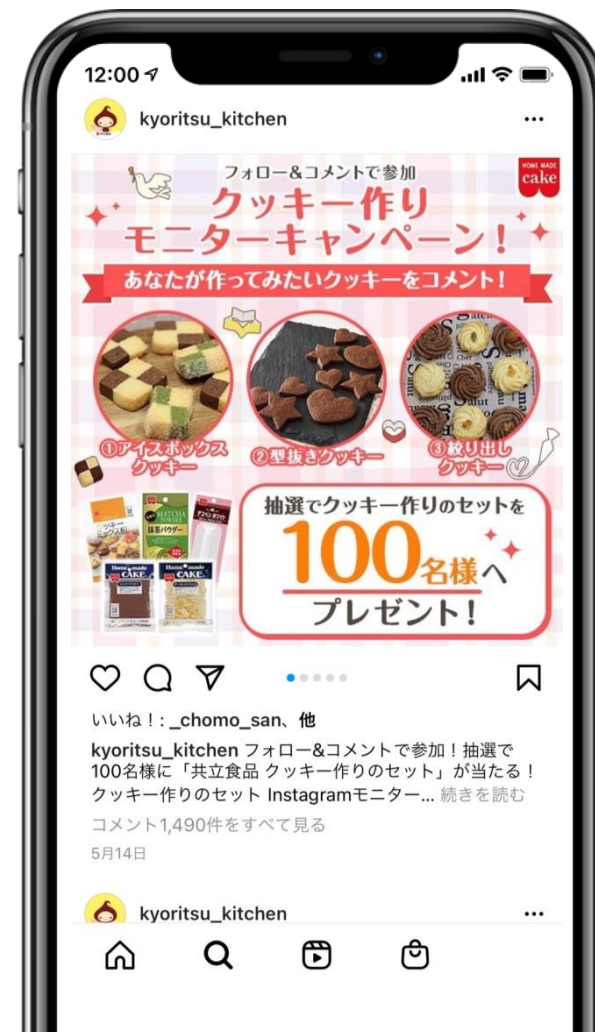 12:00
kyoritsu_kitchen
フォロー&コメントで参加
HOME MADE
cake
クッキー作り
モニターキャンペーン！
あなたが作ってみたいクッキーをコメント！
①アイスボックス
クッキー
②型抜きクッキー
③絞り出し
クッキー
抽選でクッキー作りのセットを
100名様へ
プレゼント！
クッキー
ミックス粉
MATCHA
POWDER
抹茶パウダー
Home made
CAKE
Home made
CAKE
いいね！: _chomo_san、他
kyoritsu_kitchen フォロー&コメントで参加！抽選で
100名様に「共立食品 クッキー作りのセット」が当たる！
クッキー作りのセット Instagramモニター... 続きを読む
コメント1,490件をすべて見る
5月14日
kyoritsu_kitchen